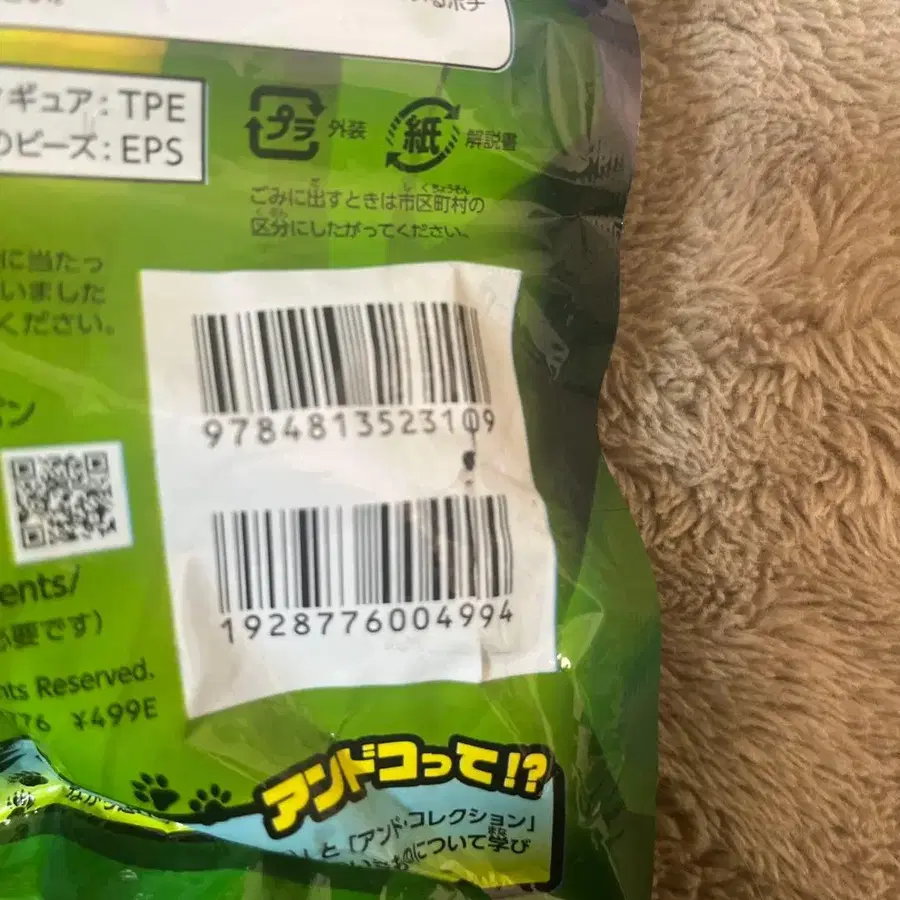 ギュア: TPE
のビーズ: EPS
プラ 外装
紙 解説書
ごみに出すときは市区町村の
区分にしたがってください。
に当たっ
いました
ください。
9784813523109
1928776004994
ents/
必要です)
nts Reserved.
76 ¥499E
アンドコって!?
と「アンド・コレクション」
について学び